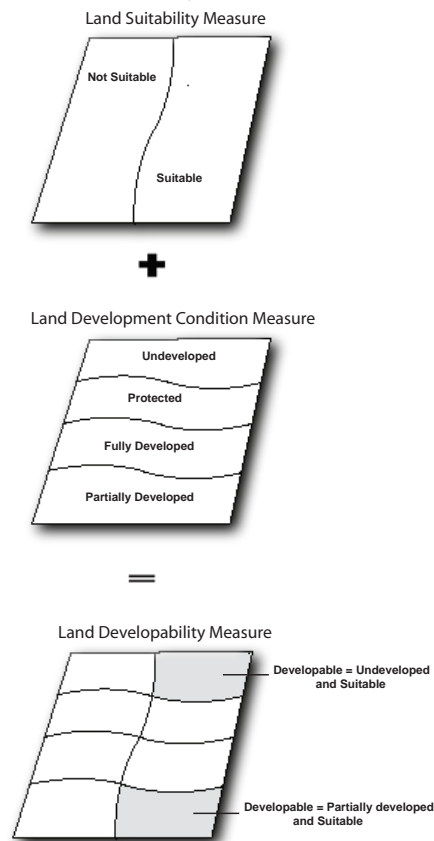 Land Suitability Measure
Not Suitable
Suitable
Land Development Condition Measure
Undeveloped
Protected
Fully Developed
Partially Developed
Land Developability Measure
Developable = Undeveloped
and Suitable
Developable = Partially developed
and Suitable